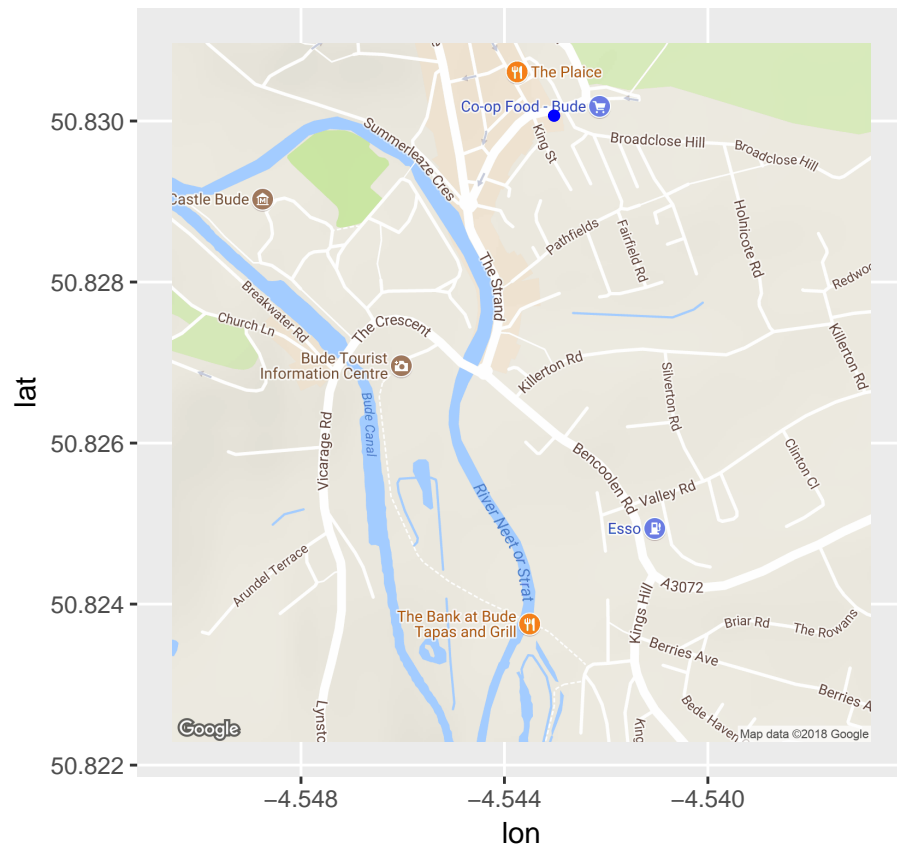 The Plaice
Co-op Food - Bude
50.830
King St
Broadclose Hill
Broadclose Hill
Summerleaze Cres
Castle Bude
Holnicote Rd
Pathfields
Fairfield Rd
50.828
The Strand
Breakwater Rd
Church Ln
The Crescent
Killerton Rd
Bude Tourist
Information Centre
Killerton Rd
Silverton Rd
lat
Bude Canal
50.826
Vicarage Rd
Bencoolen Rd
Clinton Cl
Valley Rd
River Neet or Strat
Esso
Arundel Terrace
A3072
50.824
The Bank at Bude
Tapas and Grill
Kings Hill
Briar Rd
The Rowans
Berries Ave
Berries A
Bede Haven
Lynstc
King
Google
Map data ©2018 Google
50.822
−4.548
−4.544
−4.540
lon